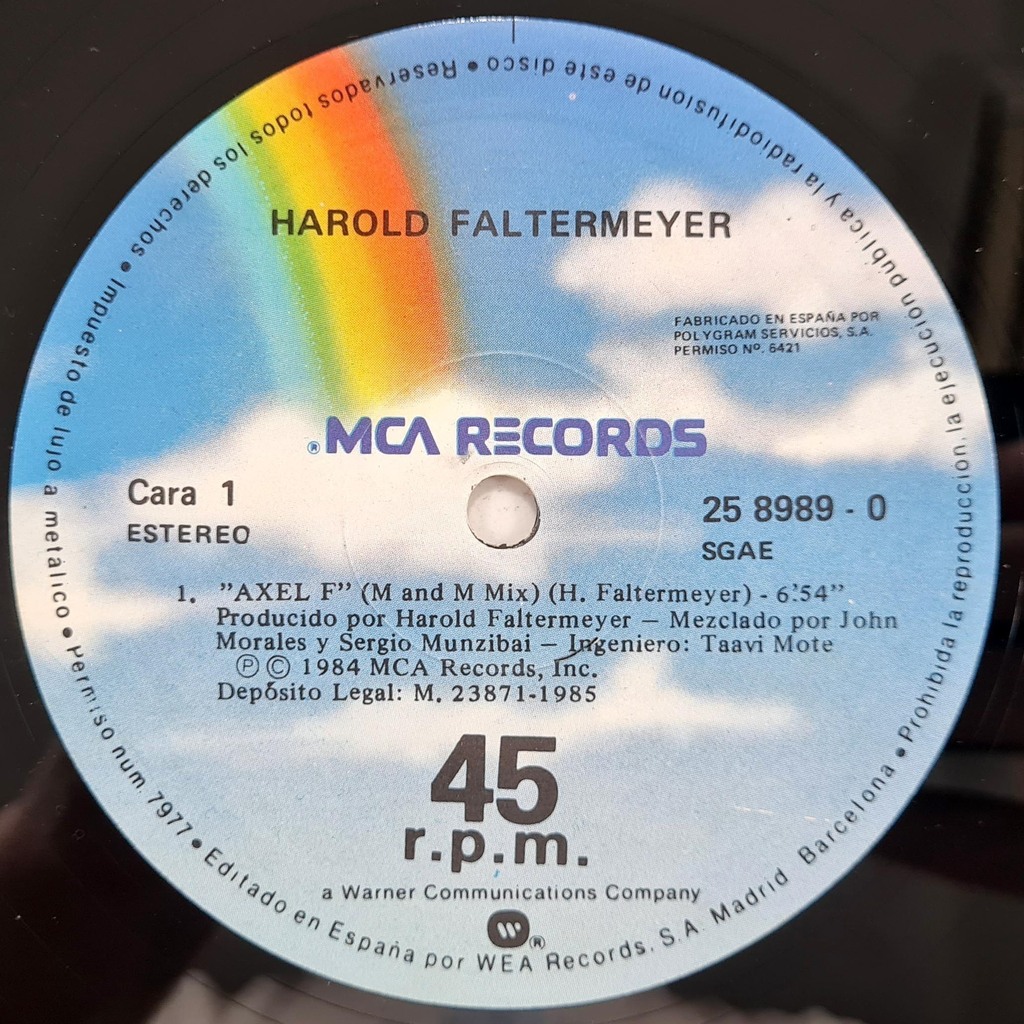 HAROLD FALTERMEYER
FABRICADO EN ESPAÑA POR
POLYGRAM SERVICIOS, S.A.
PERMISO Nº. 6421
® MCA RECORDS
Cara 1
ESTEREO
25 8989 - 0
SGAE
1. ”AXEL F” (M and M Mix) (H. Faltermeyer) - 6:'54”
Producido por Harold Faltermeyer — Mezclado por John
Morales y Sergio Munzibai — Ingeniero: Taavi Mote
Ⓟ © 1984 MCA Records, Inc.
Depósito Legal: M. 23871-1985
45
r.p.m.
a Warner Communications Company
W ®
Prohibida la reproduccion, la ejecucion pública y la radiodifusion de este disco • Reservados todos los derechos • Impuesto de lujo a metálico • Permiso num. 7977 • Editado en España por WEA Records, S.A. Madrid Barcelona •